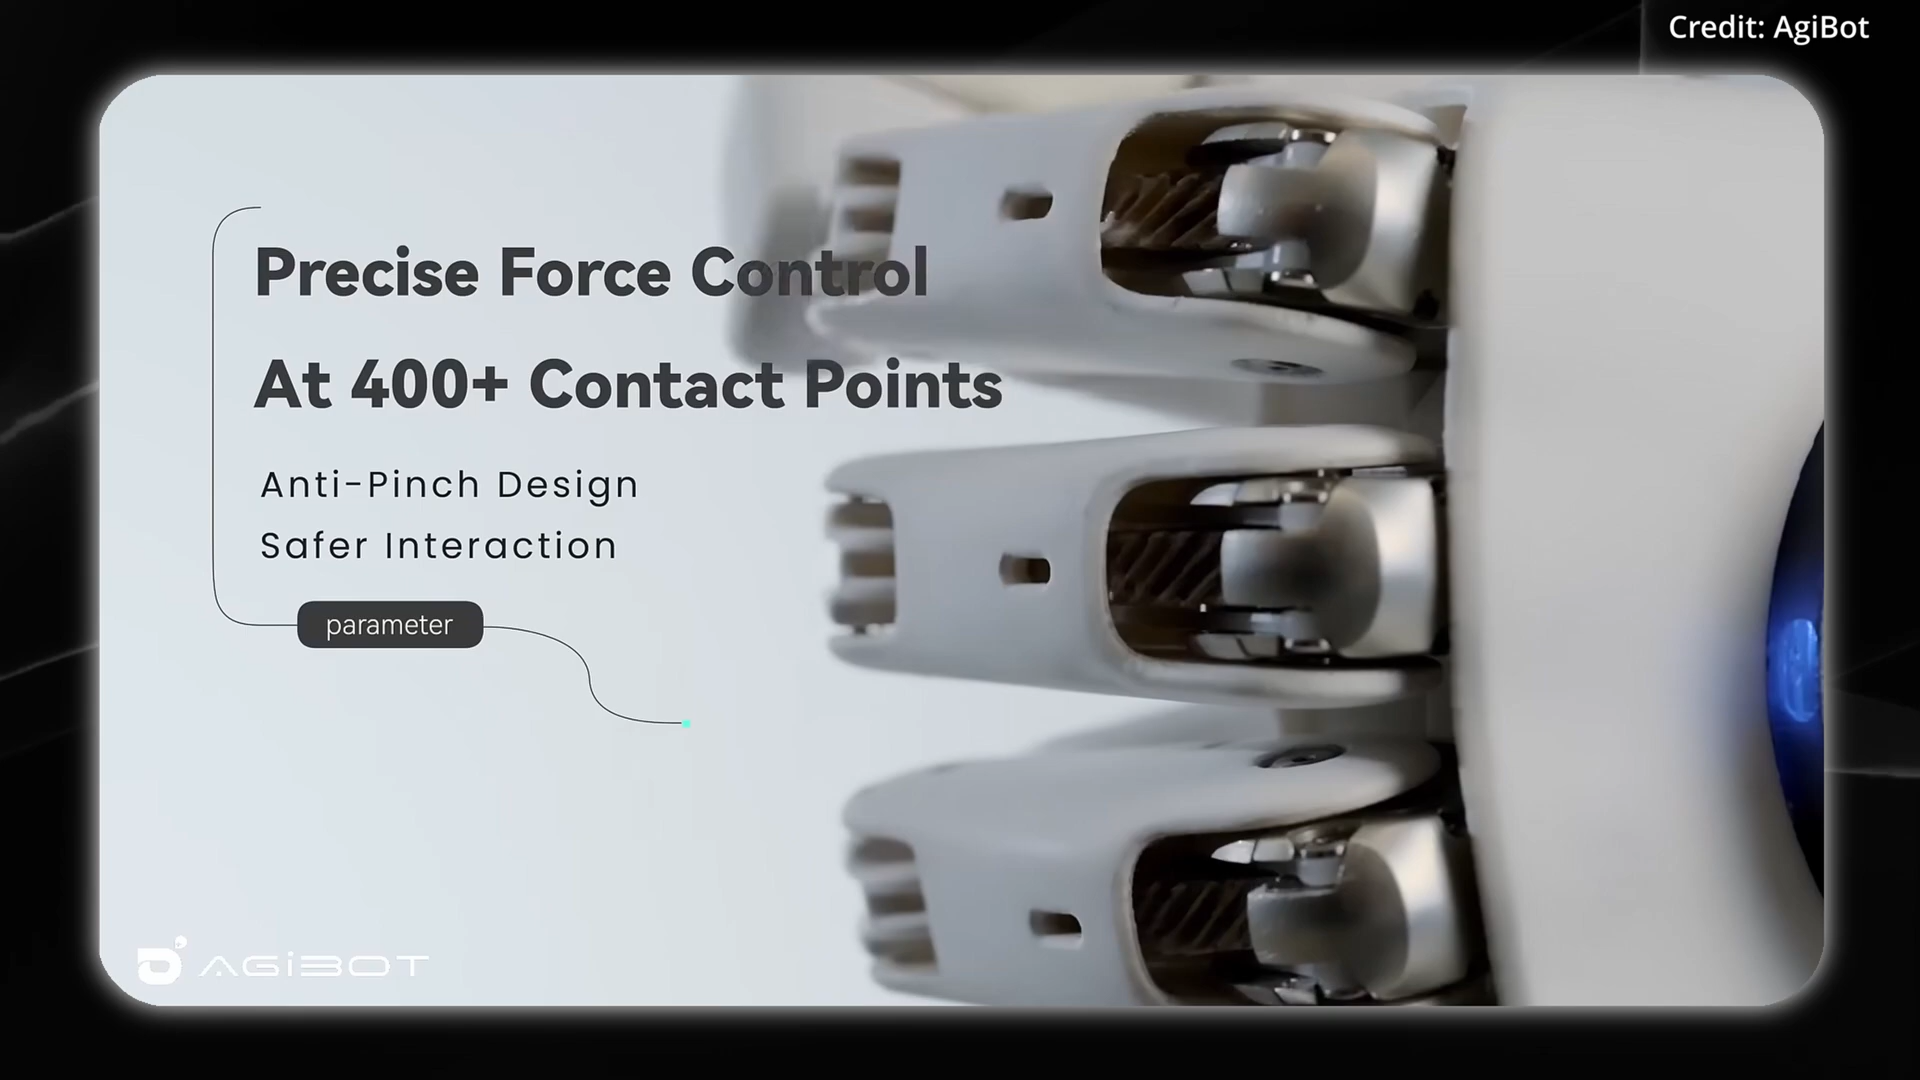 Credit: AgiBot
Precise Force Control
At 400+ Contact Points
Anti-Pinch Design
Safer Interaction
parameter
AGIBOT